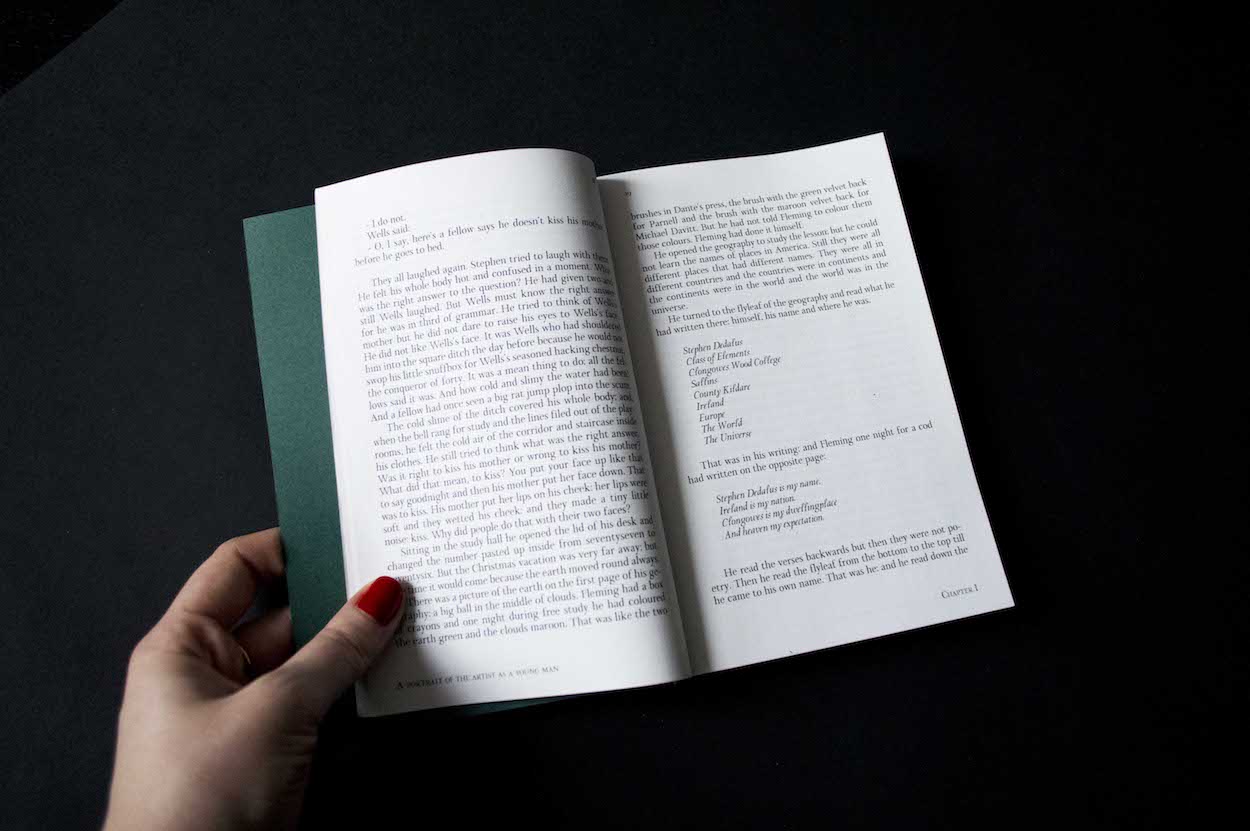 - I do not.
Wells said:
- O, I say, here's a fellow says he doesn't kiss his mother
before he goes to bed.
They all laughed again. Stephen tried to laugh with them.
He felt his whole body hot and confused in a moment. What
was the right answer to the question? He had given two and
still Wells laughed. But Wells must know the right answer
for he was in third of grammar. He tried to think of Wells's
mother but he did not dare to raise his eyes to Wells's face.
He did not like Wells's face. It was Wells who had shouldered
him into the square ditch the day before because he would not
swop his little snuffbox for Wells's seasoned hacking chestnut,
the conqueror of forty. It was a mean thing to do; all the fel-
lows said it was. And how cold and slimy the water had been!
And a fellow had once seen a big rat jump plop into the scum.
The cold slime of the ditch covered his whole body; and,
when the bell rang for study and the lines filed out of the play-
rooms, he felt the cold air of the corridor and staircase inside
his clothes. He still tried to think what was the right answer.
Was it right to kiss his mother or wrong to kiss his mother?
What did that mean, to kiss? You put your face up like that
to say goodnight and then his mother put her face down. That
was to kiss. His mother put her lips on his cheek; her lips were
soft and they wetted his cheek; and they made a tiny little
noise: kiss. Why did people do that with their two faces?
Sitting in the study hall he opened the lid of his desk and
changed the number pasted up inside from seventyseven to
seventysix. But the Christmas vacation was very far away: but
time it would come because the earth moved round always.
There was a picture of the earth on the first page of his ge-
ography: a big ball in the middle of clouds. Fleming had a box
of crayons and one night during free study he had coloured
the earth green and the clouds maroon. That was like the two
A PORTRAIT OF THE ARTIST AS A YOUNG MAN
brushes in Dante's press, the brush with the green velvet back
for Parnell and the brush with the maroon velvet back for
Michael Davitt. But he had not told Fleming to colour them
those colours. Fleming had done it himself.
He opened the geography to study the lesson; but he could
not learn the names of places in America. Still they were all
different places that had different names. They were all in
different countries and the countries were in continents and
the continents were in the world and the world was in the
universe.
He turned to the flyleaf of the geography and read what he
had written there: himself, his name and where he was.
Stephen Dedalus
Class of Elements
Clongowes Wood College
Sallins
County Kildare
Ireland
Europe
The World
The Universe
That was in his writing: and Fleming one night for a cod
had written on the opposite page:
Stephen Dedalus is my name,
Ireland is my nation.
Clongowes is my dwellingplace
And heaven my expectation.
He read the verses backwards but then they were not po-
etry. Then he read the flyleaf from the bottom to the top till
he came to his own name. That was he: and he read down the
CHAPTER 1